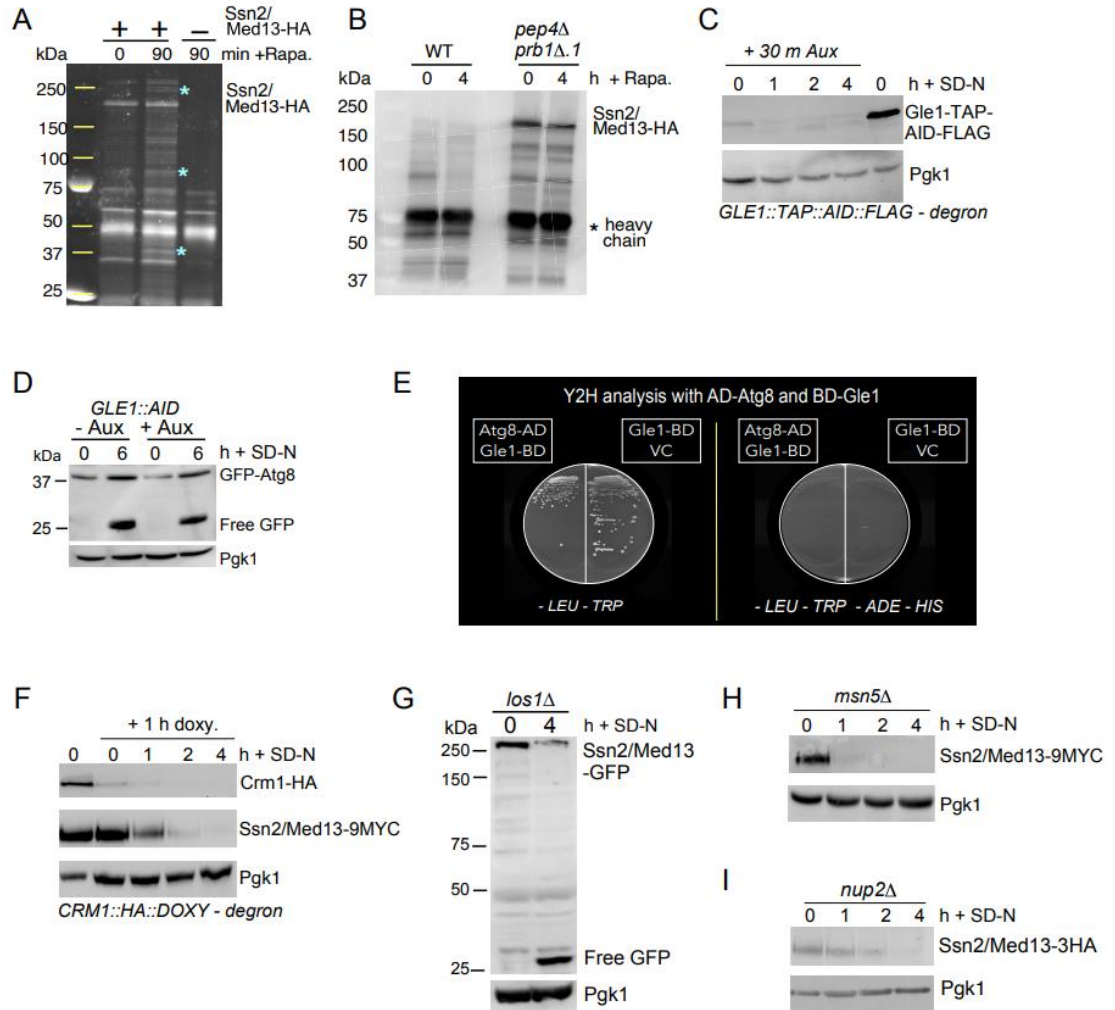 A
Ssn2/
Med13-HA
+ + −
kDa 0 90 90 min +Rapa.
Ssn2/
Med13-HA
250
150
100
75
50
37
25
*
*
*
B
WT
pep4Δ
prb1Δ.1
kDa 0 4 0 4 h + Rapa.
Ssn2/
Med13-HA
250
150
100
75
50
37
* heavy
chain
C
+ 30 m Aux
0 1 2 4 0 h + SD-N
Gle1-TAP-
AID-FLAG
Pgk1
GLE1::TAP::AID::FLAG - degron
D
GLE1::AID
- Aux + Aux
kDa 0 6 0 6 h + SD-N
37 GFP-Atg8
25 Free GFP
Pgk1
E
Y2H analysis with AD-Atg8 and BD-Gle1
Atg8-AD
Gle1-BD
Gle1-BD
VC
Atg8-AD
Gle1-BD
Gle1-BD
VC
- LEU - TRP
- LEU - TRP - ADE - HIS
F
+ 1 h doxy.
0 0 1 2 4 h + SD-N
Crm1-HA
Ssn2/Med13-9MYC
Pgk1
CRM1::HA::DOXY - degron
G
los1Δ
kDa 0 4 h + SD-N
250
Ssn2/Med13
-GFP
150
75
50
Free GFP
25
Pgk1
H
msn5Δ
0 1 2 4 h + SD-N
Ssn2/Med13-9MYC
Pgk1
I
nup2Δ
0 1 2 4 h + SD-N
Ssn2/Med13-3HA
Pgk1